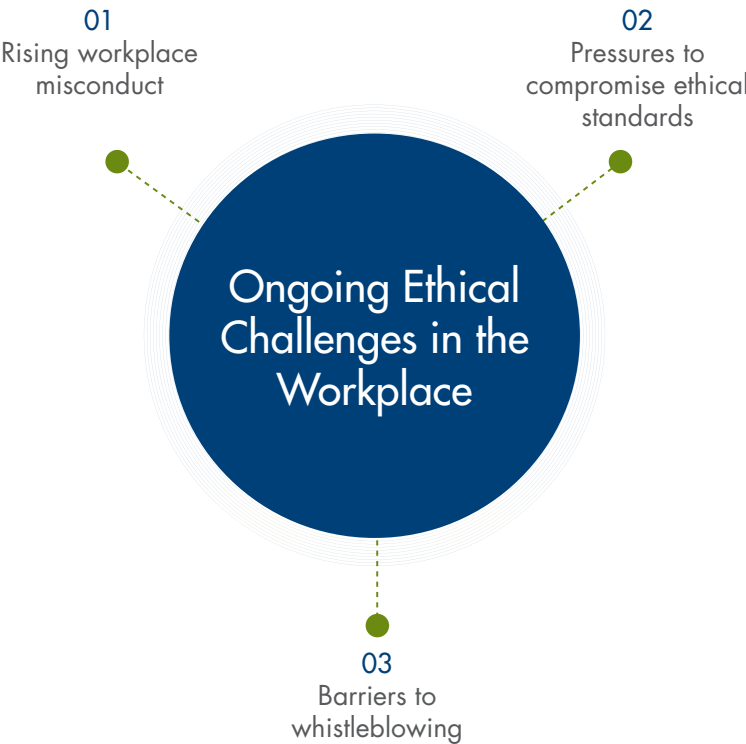 01
Rising workplace
misconduct
02
Pressures to
compromise ethical
standards
Ongoing Ethical
Challenges in the
Workplace
03
Barriers to
whistleblowing